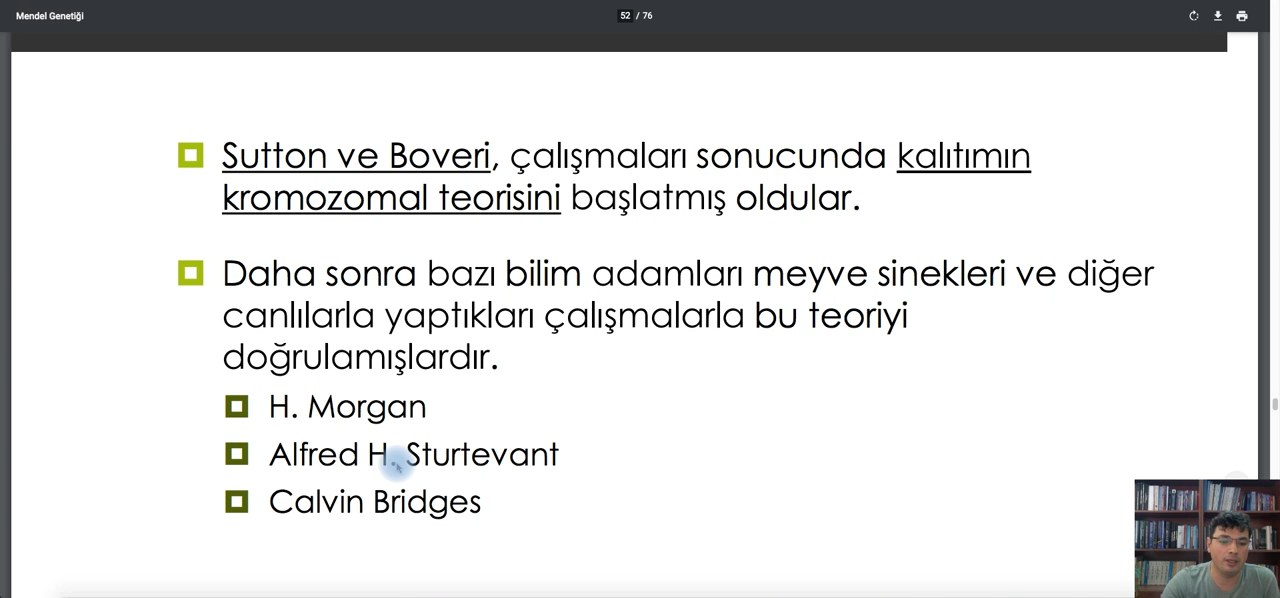 Mendel Genetiği
52 / 76
Sutton ve Boveri, çalışmaları sonucunda kalıtımın
kromozomal teorisini başlatmış oldular.
Daha sonra bazı bilim adamları meyve sinekleri ve diğer
canlılarla yaptıkları çalışmalarla bu teoriyi
doğrulamışlardır.
H. Morgan
Alfred H. Sturtevant
Calvin Bridges